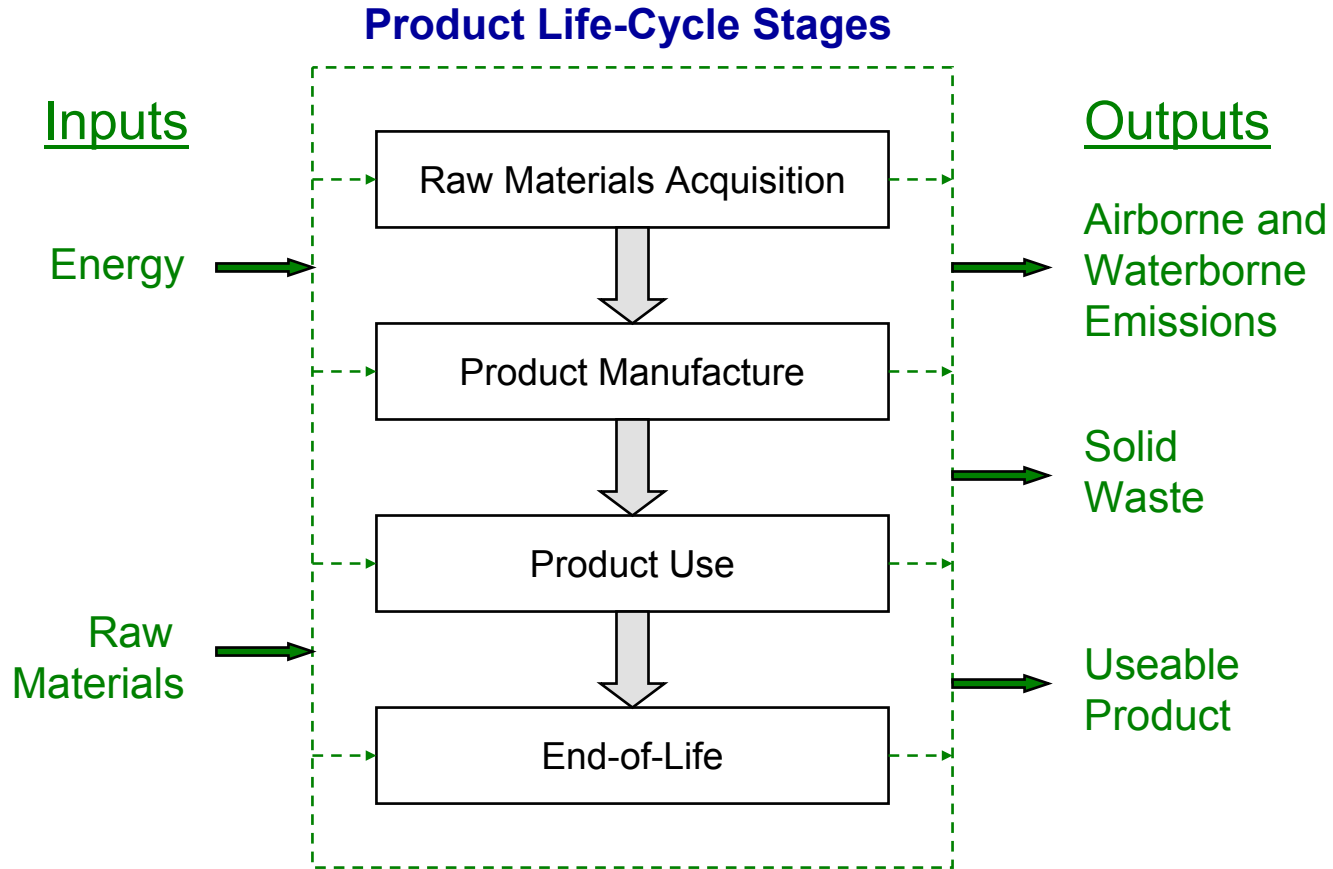 Product Life-Cycle Stages
Inputs
Energy
Raw
Materials
Raw Materials Acquisition
Product Manufacture
Product Use
End-of-Life
Outputs
Airborne and
Waterborne
Emissions
Solid
Waste
Useable
Product